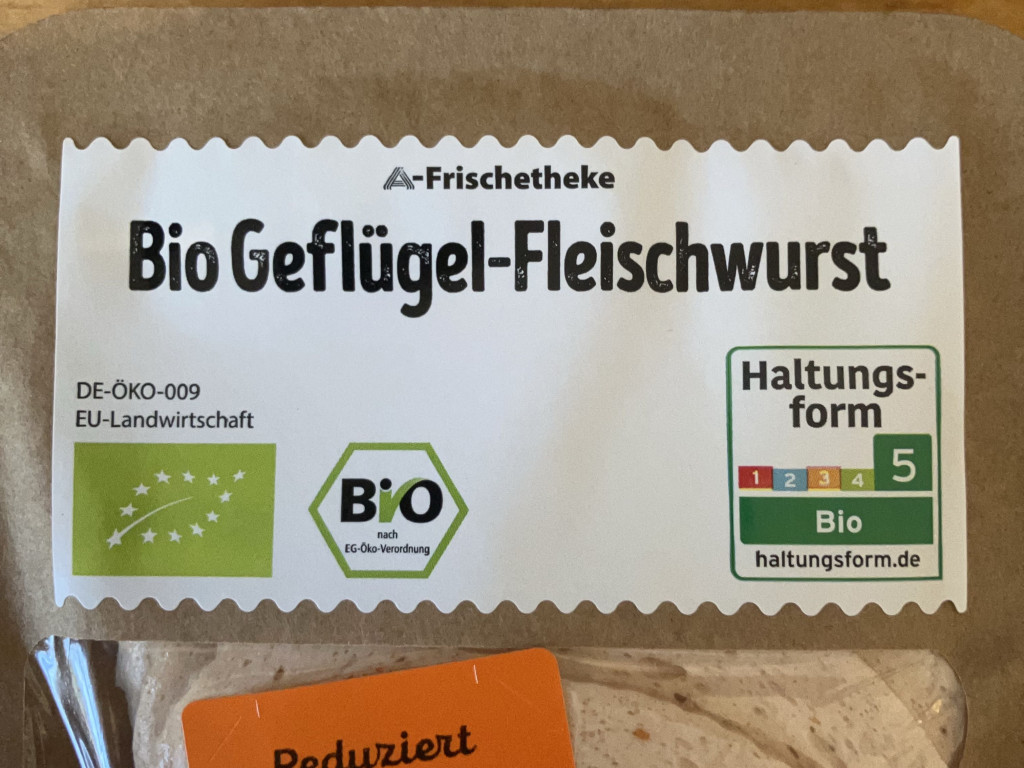 A-Frischetheke
Bio Geflügel-Fleischwurst
DE-ÖKO-009
EU-Landwirtschaft
BiO
nach
EG-Öko-Verordnung
Haltungs-
form
1 2 3 4 5
Bio
haltungsform.de
Reduziert